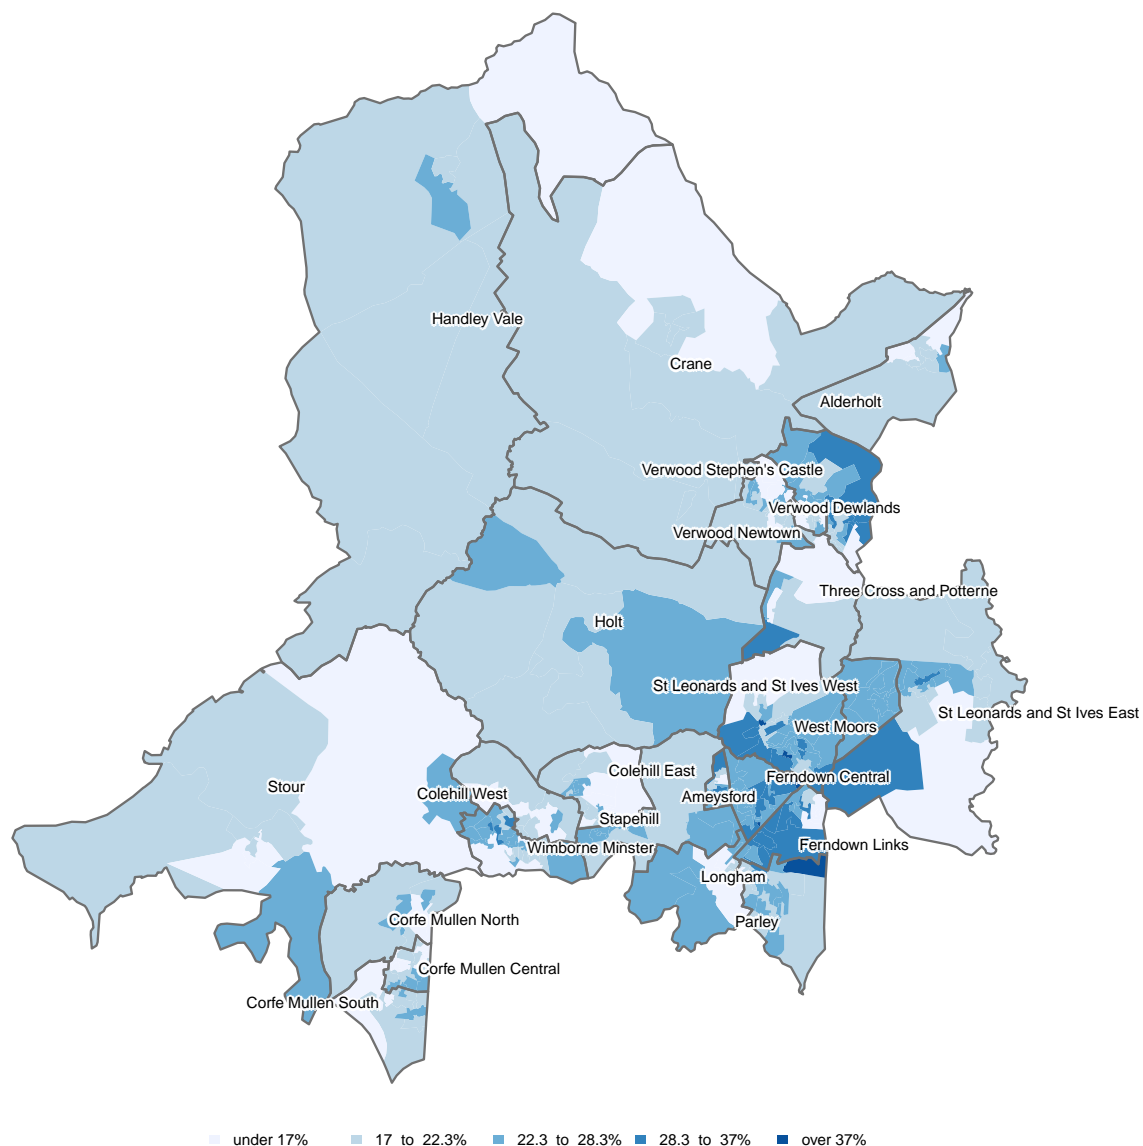 Handley Vale
Crane
Alderholt
Verwood Stephen's Castle
Verwood Dewlands
Verwood Newtown
Three Cross and Potterne
Holt
St Leonards and St Ives West
St Leonards and St Ives East
West Moors
Colehill East
Ferndown Central
Stour
Colehill West
Ameysford
Stapehill
Ferndown Links
Wimborne Minster
Longham
Corfe Mullen North
Parley
Corfe Mullen Central
Corfe Mullen South
under 17% 17 to 22.3% 22.3 to 28.3% 28.3 to 37% over 37%